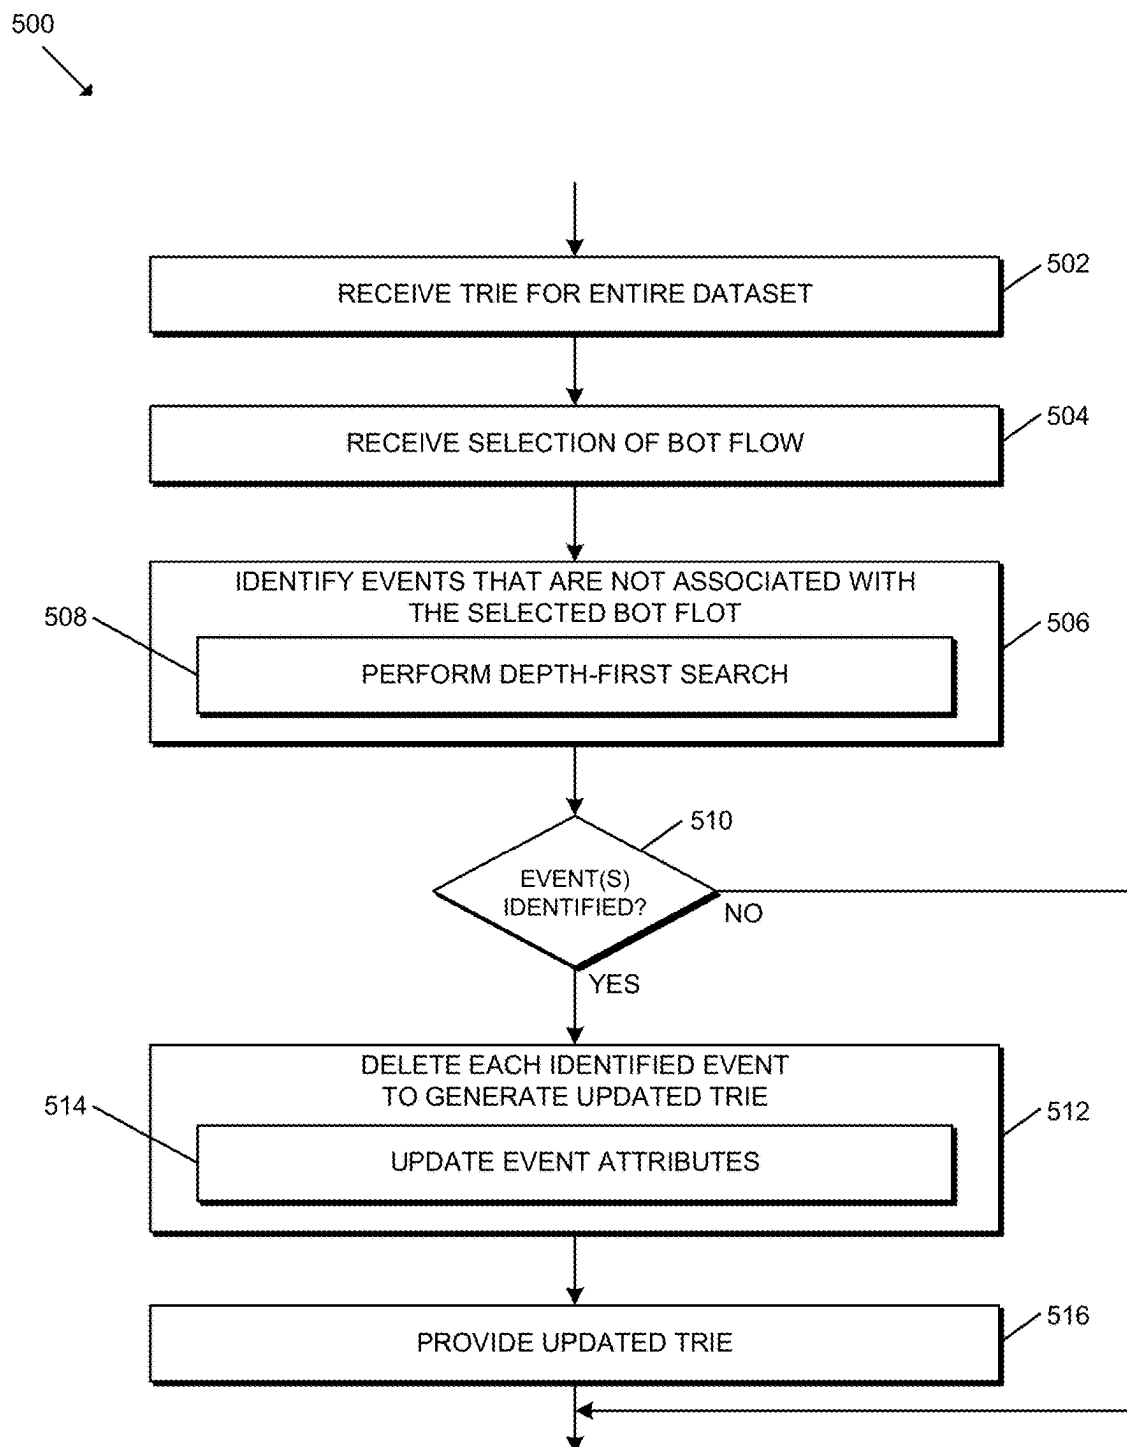 500
RECEIVE TRIE FOR ENTIRE DATASET
502
RECEIVE SELECTION OF BOT FLOW
504
IDENTIFY EVENTS THAT ARE NOT ASSOCIATED WITH
THE SELECTED BOT FLOT
508
506
PERFORM DEPTH-FIRST SEARCH
510
EVENT(S)
IDENTIFIED?
NO
YES
DELETE EACH IDENTIFIED EVENT
TO GENERATE UPDATED TRIE
514
512
UPDATE EVENT ATTRIBUTES
516
PROVIDE UPDATED TRIE